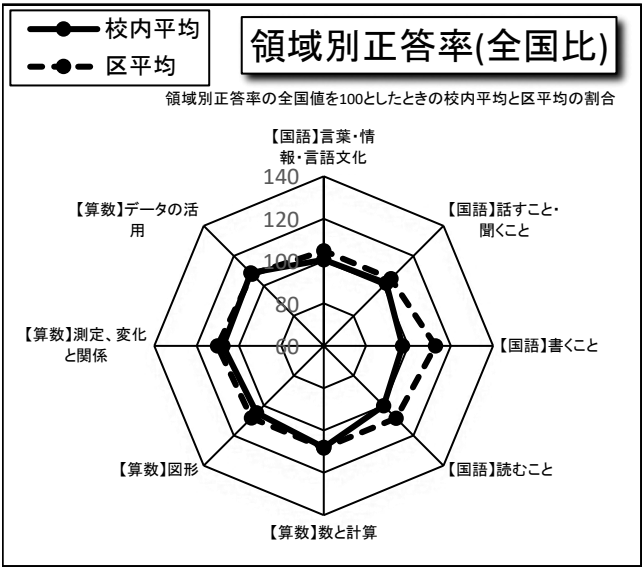 校内平均
区平均
領域別正答率(全国比)
領域別正答率の全国値を100としたときの校内平均と区平均の割合
【国語】言葉・情
報・言語文化
【国語】話すこと・
聞くこと
【国語】書くこと
【国語】読むこと
【算数】数と計算
【算数】図形
【算数】測定、変化
と関係
【算数】データの活
用
140
120
100
80
60